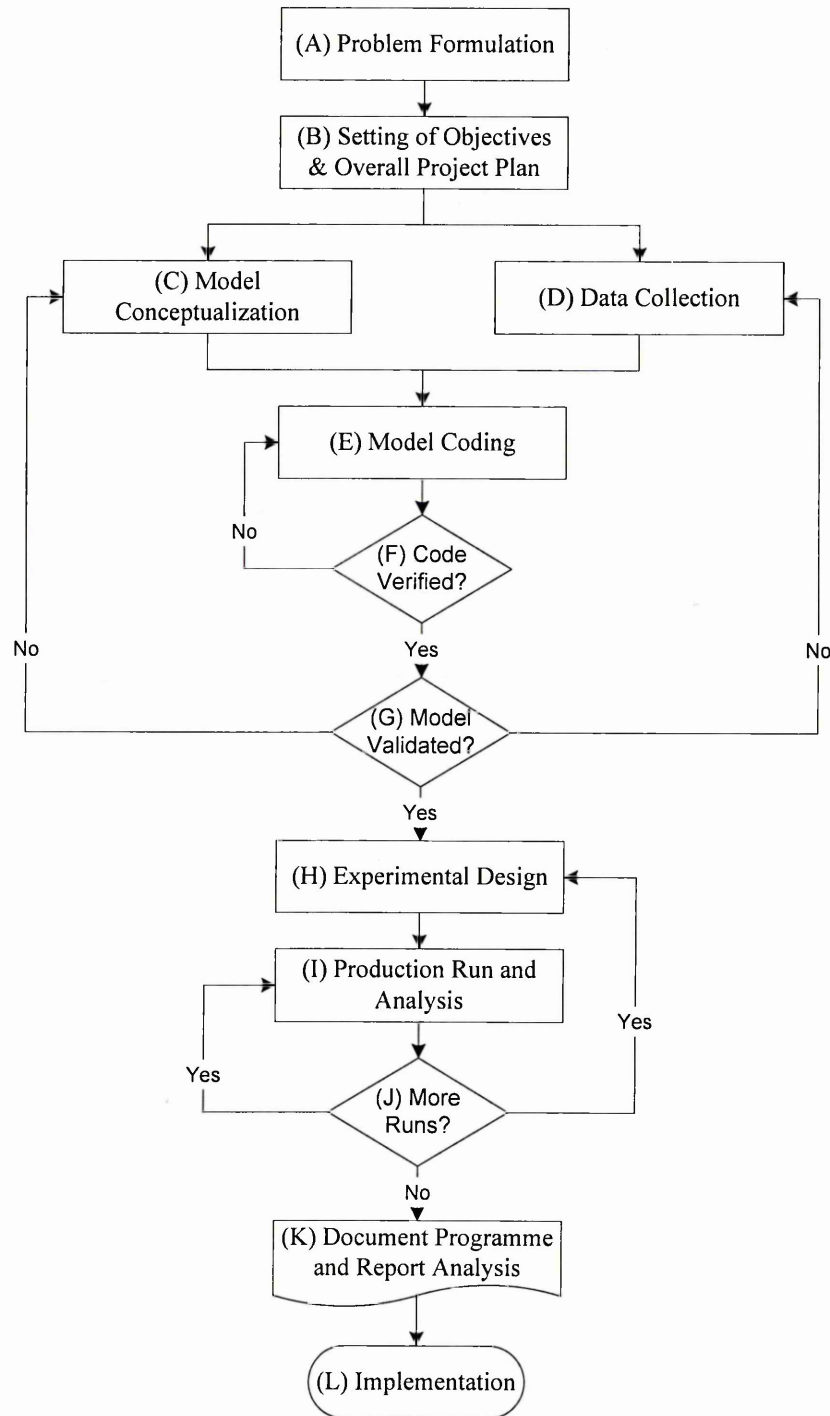 (A) Problem Formulation
(B) Setting of Objectives
& Overall Project Plan
(C) Model
Conceptualization
(D) Data Collection
(E) Model Coding
No
(F) Code
Verified?
No
Yes
No
(G) Model
Validated?
Yes
(H) Experimental Design
(I) Production Run and
Analysis
Yes
Yes
(J) More
Runs?
No
(K) Document Programme
and Report Analysis
(L) Implementation